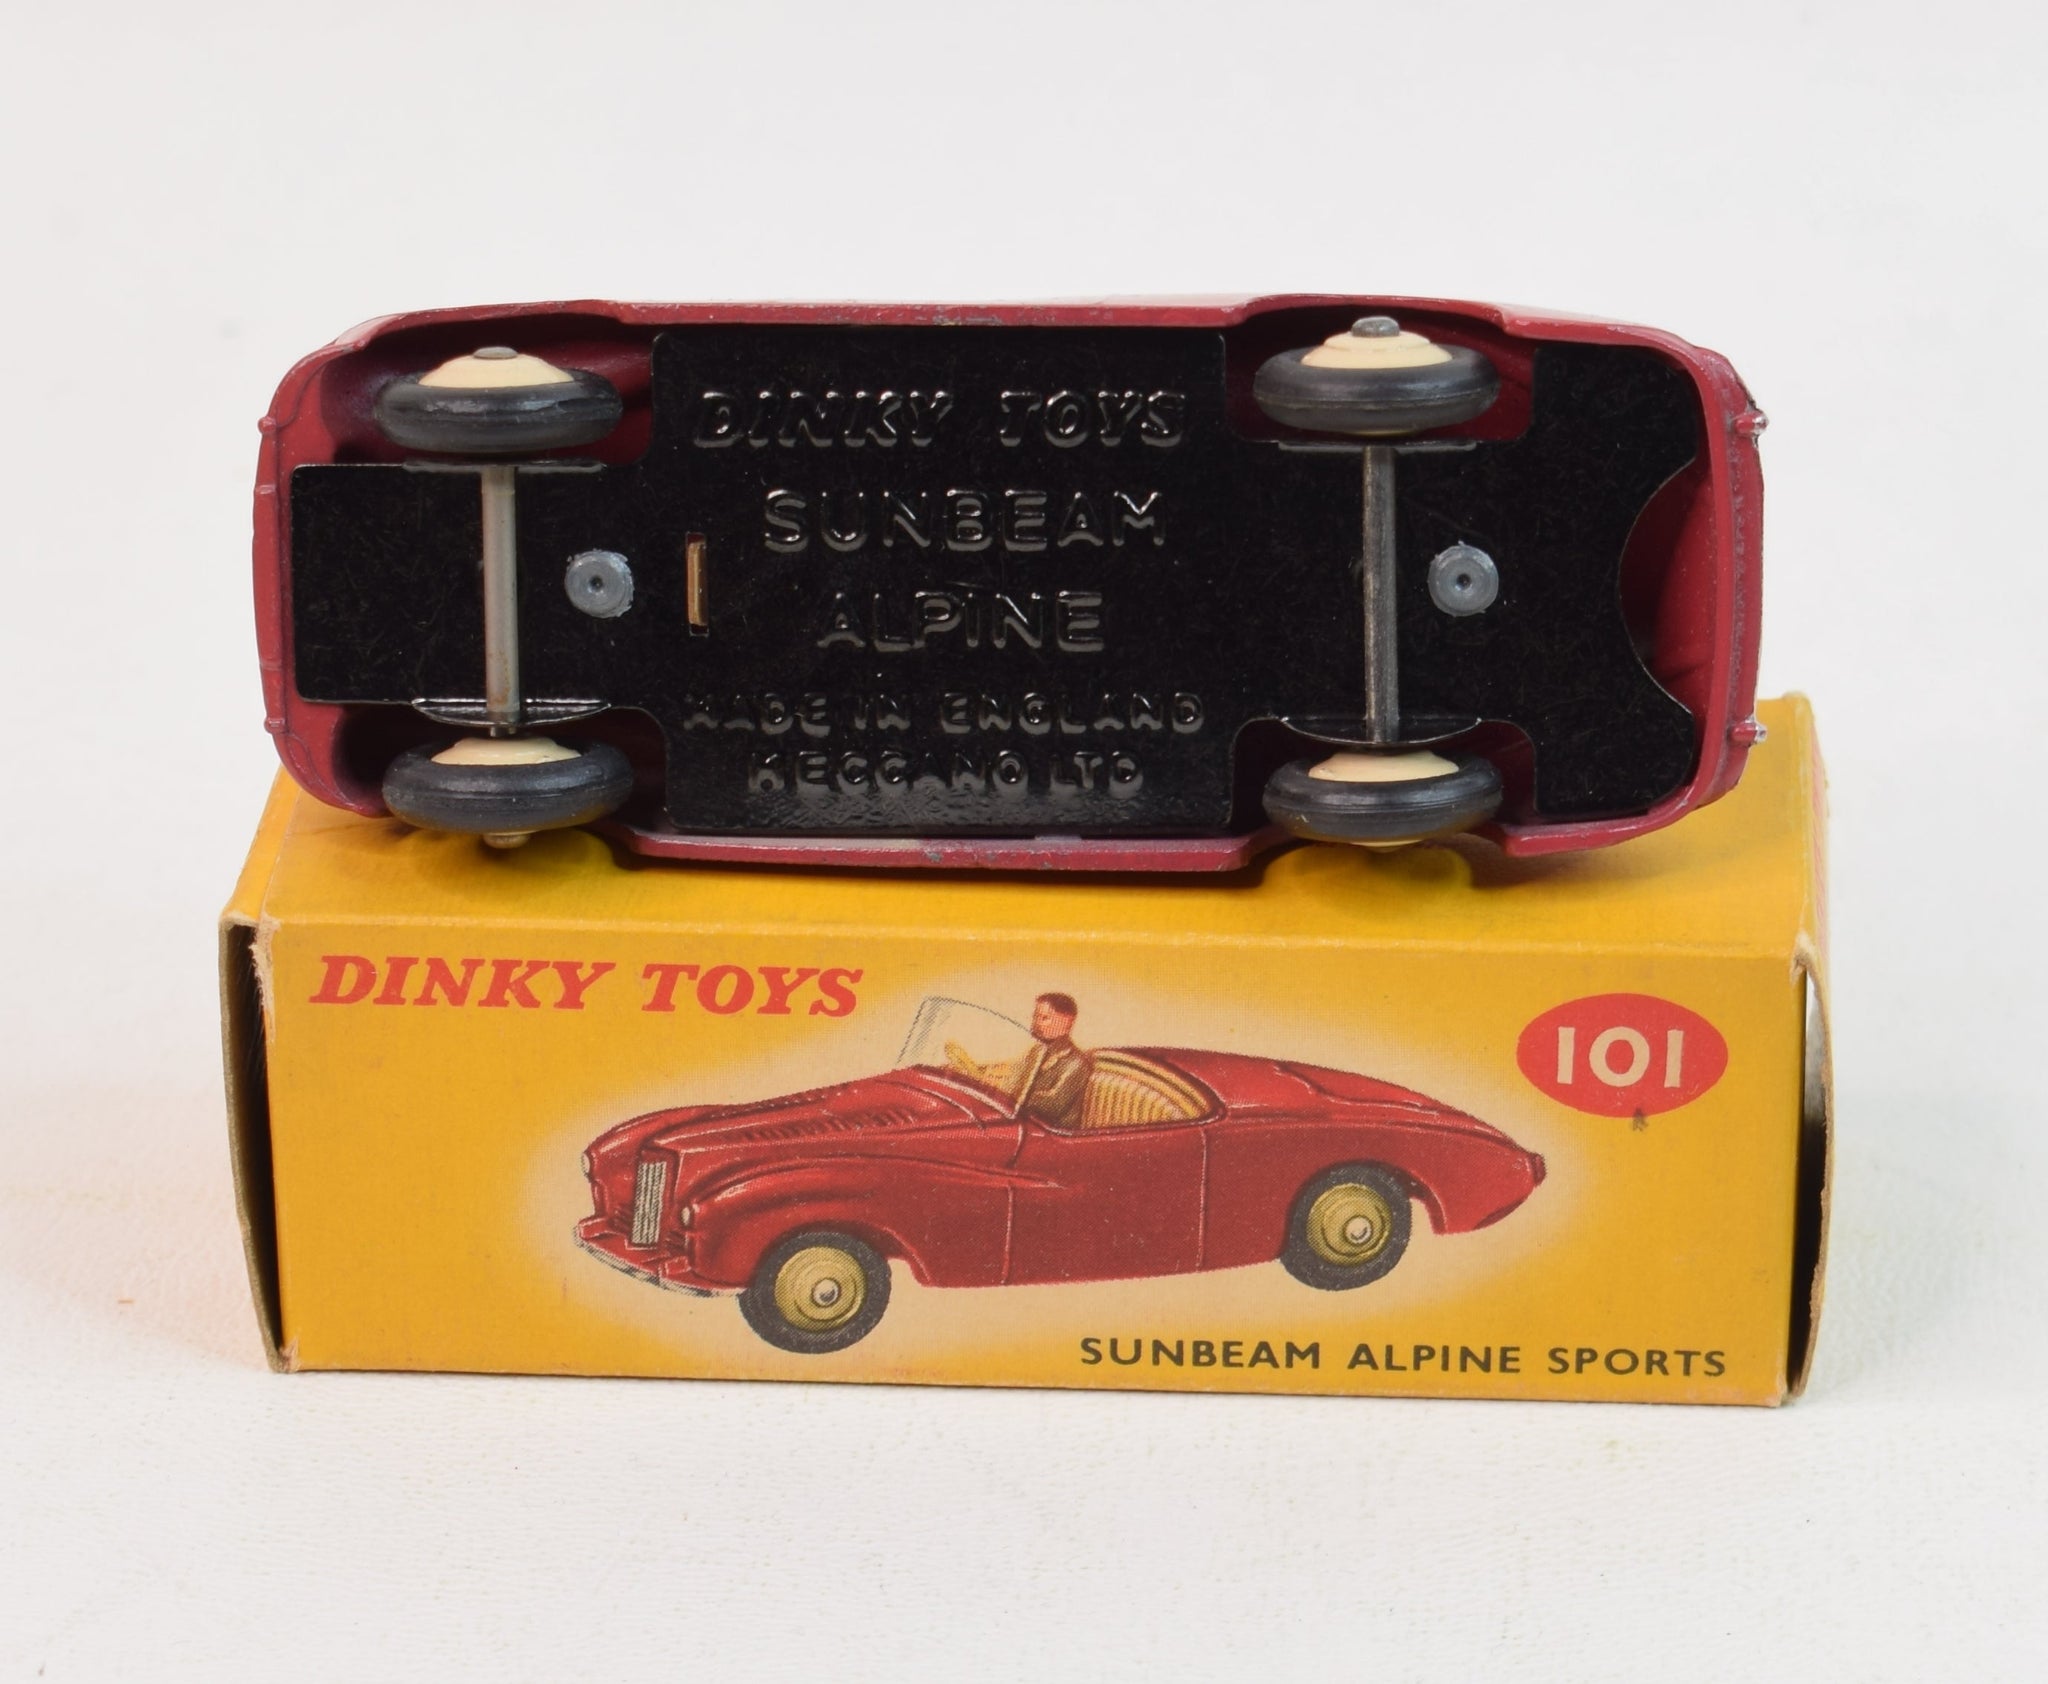 DINKY TOYS
SUNBEAM
ALPINE
MADE IN ENGLAND
MECCANO LTD
DINKY TOYS
101
SUNBEAM ALPINE SPORTS